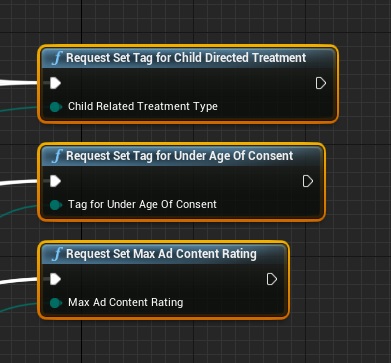 Request Set Tag for Child Directed Treatment
Child Related Treatment Type
Request Set Tag for Under Age Of Consent
Tag for Under Age Of Consent
Request Set Max Ad Content Rating
Max Ad Content Rating